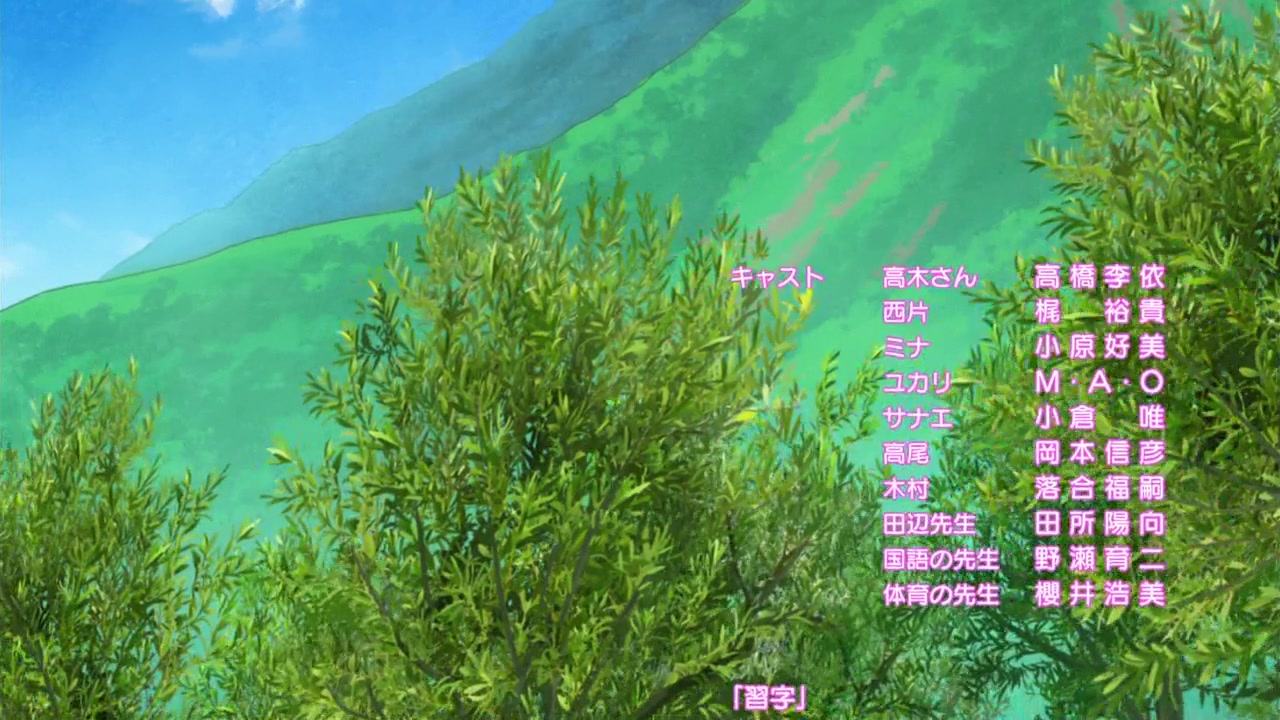 キャスト 高木さん 高橋李依
西片 梶 裕貴
ミナ 小原好美
ユカリ M・A・O
サナエ 小倉 唯
高尾 岡本信彦
木村 落合福嗣
田辺先生 田所陽向
国語の先生 野瀬育二
体育の先生 櫻井浩美
「習字」